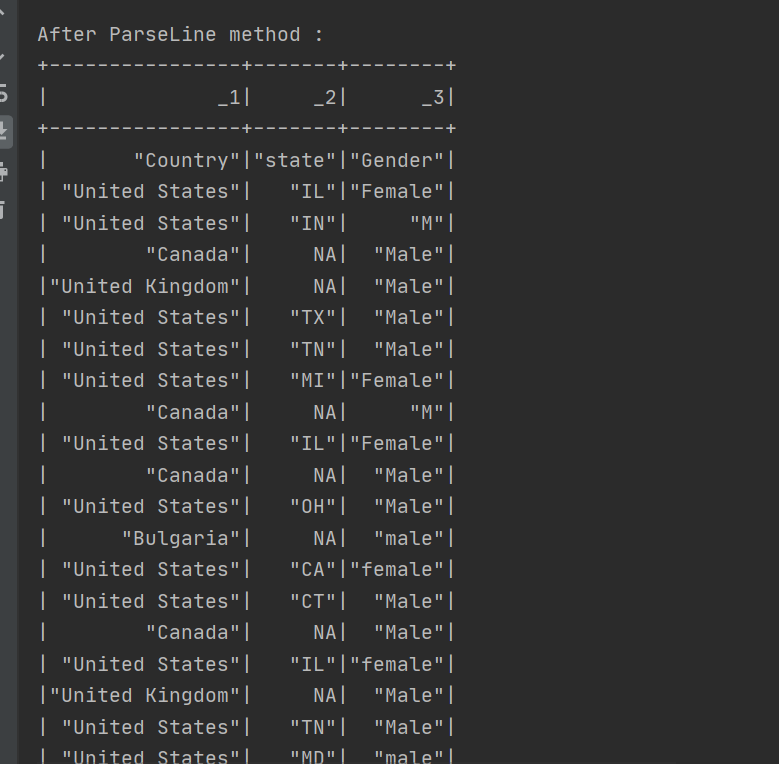 After ParseLine method :
+----------------+-------+--------+
|              _1|     _2|      _3|
+----------------+-------+--------+
|       "Country"|"state"|"Gender"|
| "United States"|   "IL"|"Female"|
| "United States"|   "IN"|     "M"|
|        "Canada"|     NA|  "Male"|
|"United Kingdom"|     NA|  "Male"|
| "United States"|   "TX"|  "Male"|
| "United States"|   "TN"|  "Male"|
| "United States"|   "MI"|"Female"|
|        "Canada"|     NA|     "M"|
| "United States"|   "IL"|"Female"|
|        "Canada"|     NA|  "Male"|
| "United States"|   "OH"|  "Male"|
|      "Bulgaria"|     NA|  "male"|
| "United States"|   "CA"|"female"|
| "United States"|   "CT"|  "Male"|
|        "Canada"|     NA|  "Male"|
| "United States"|   "IL"|"female"|
|"United Kingdom"|     NA|  "Male"|
| "United States"|   "TN"|  "Male"|
| "United States"|   "MD"|  "male"|